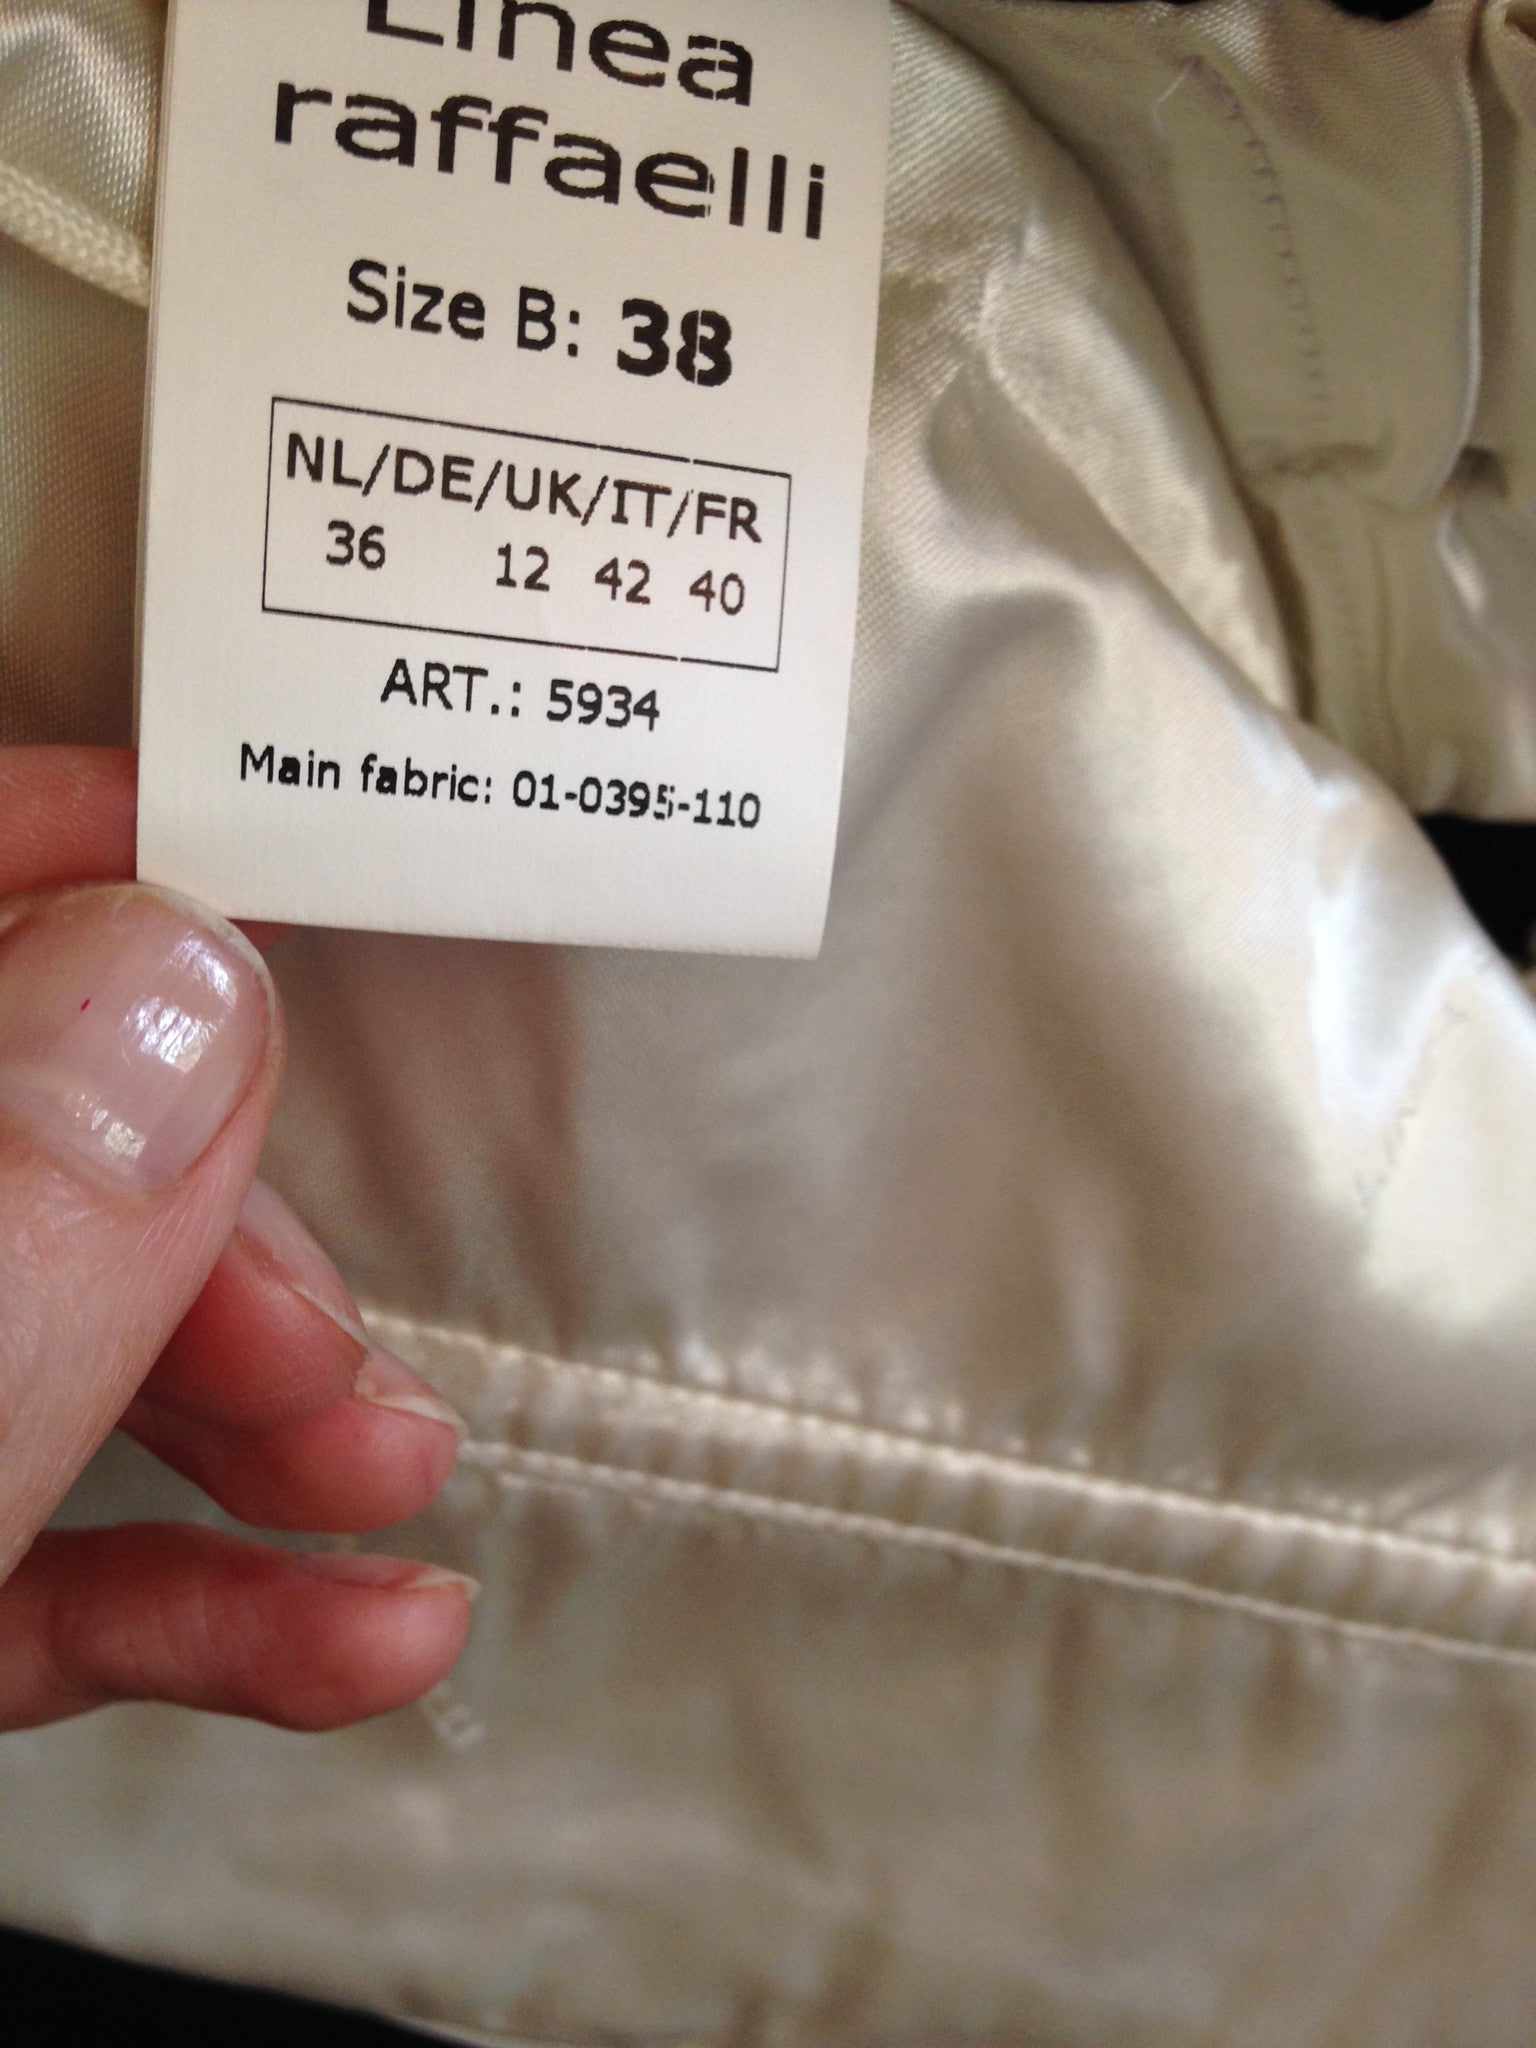 Linea
raffaelli
Size B: 38
NL/DE/UK/IT/FR
36 12 42 40
ART.: 5934
Main fabric: 01-0395-110